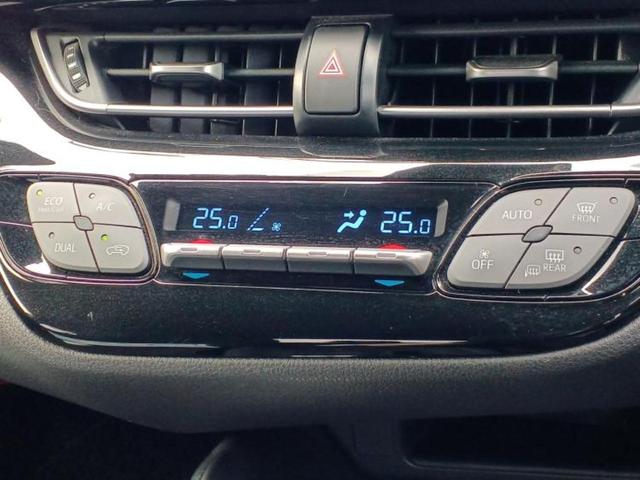 ECO
A/C
25.0
25.0
AUTO
FRONT
DUAL
OFF
REAR